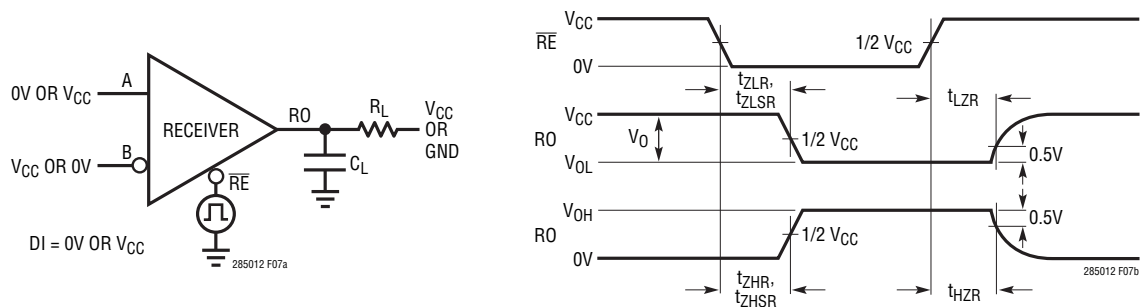 0V OR VCC
A
VCC OR 0V
B
RECEIVER
RO
RL
VCC
OR
GND
CL
RE
DI = 0V OR VCC
285012 F07a
VCC
RE
0V
1/2 VCC
tZLR,
tZLSR
tLZR
VCC
RO
VO
VOL
1/2 VCC
0.5V
VOH
RO
0V
1/2 VCC
0.5V
tZHR,
tZHSR
tHZR
285012 F07b